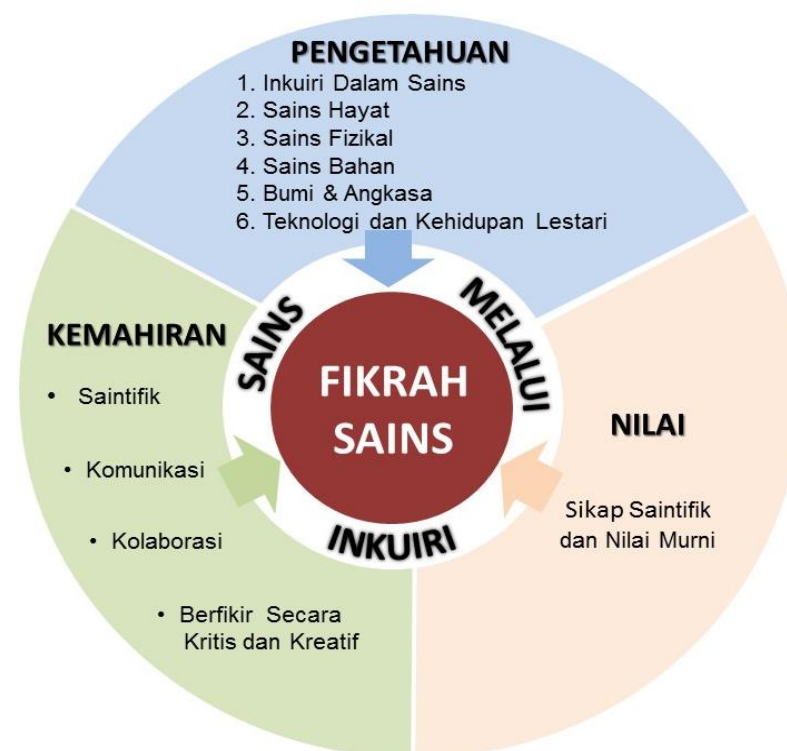 PENGETAHUAN
1. Inkuiri Dalam Sains
2. Sains Hayat
3. Sains Fizikal
4. Sains Bahan
5. Bumi & Angkasa
6. Teknologi dan Kehidupan Lestari
KEMAHIRAN
• Saintifik
• Komunikasi
• Kolaborasi
• Berfikir Secara
Kritis dan Kreatif
SAINS
MELALUI
INKUIRI
FIKRAH
SAINS
NILAI
Sikap Saintifik
dan Nilai Murni